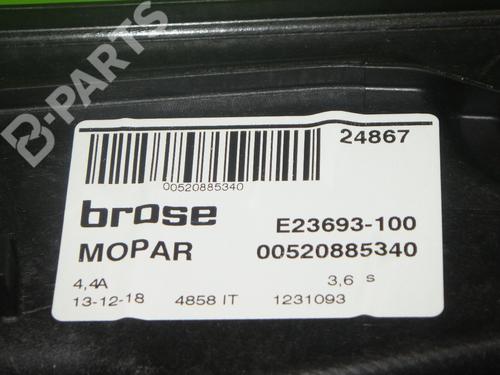 B-PARTS
24867
00520885340
brose
E23693-100
MOPAR 00520885340
4,4A 3,6 s
13-12-18 4858 IT 1231093